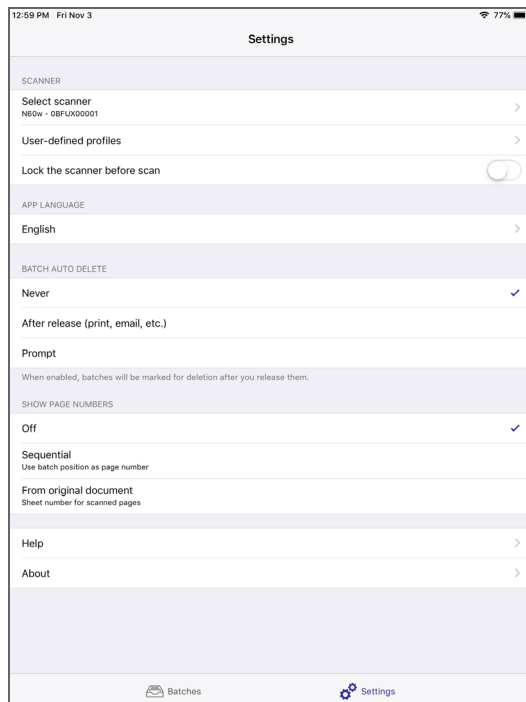 12:59 PM Fri Nov 3
77%
Settings
SCANNER
Select scanner
N60w - 0BFUX00001
User-defined profiles
Lock the scanner before scan
APP LANGUAGE
English
BATCH AUTO DELETE
Never
After release (print, email, etc.)
Prompt
When enabled, batches will be marked for deletion after you release them.
SHOW PAGE NUMBERS
Off
Sequential
Use batch position as page number
From original document
Sheet number for scanned pages
Help
About
Batches
Settings